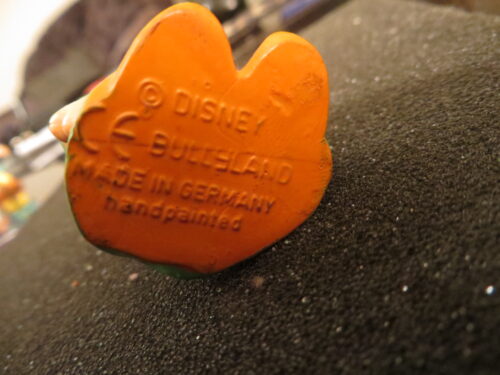 © DISNEY
CE BULLYLAND
MADE IN GERMANY
handpainted